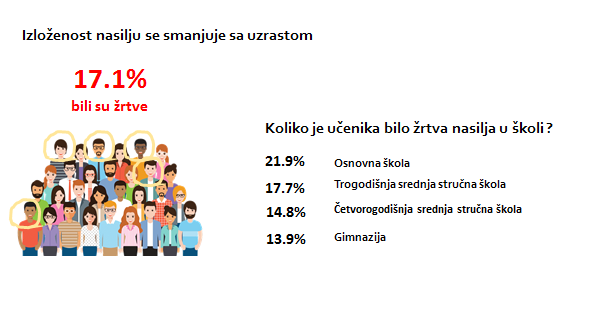 Izloženost nasilju se smanjuje sa uzrastom
17.1%
bili su žrtve
Koliko je učenika bilo žrtva nasilja u školi?
21.9% Osnovna škola
17.7% Trogodišnja srednja stručna škola
14.8% Četvorogodišnja srednja stručna škola
13.9% Gimnazija